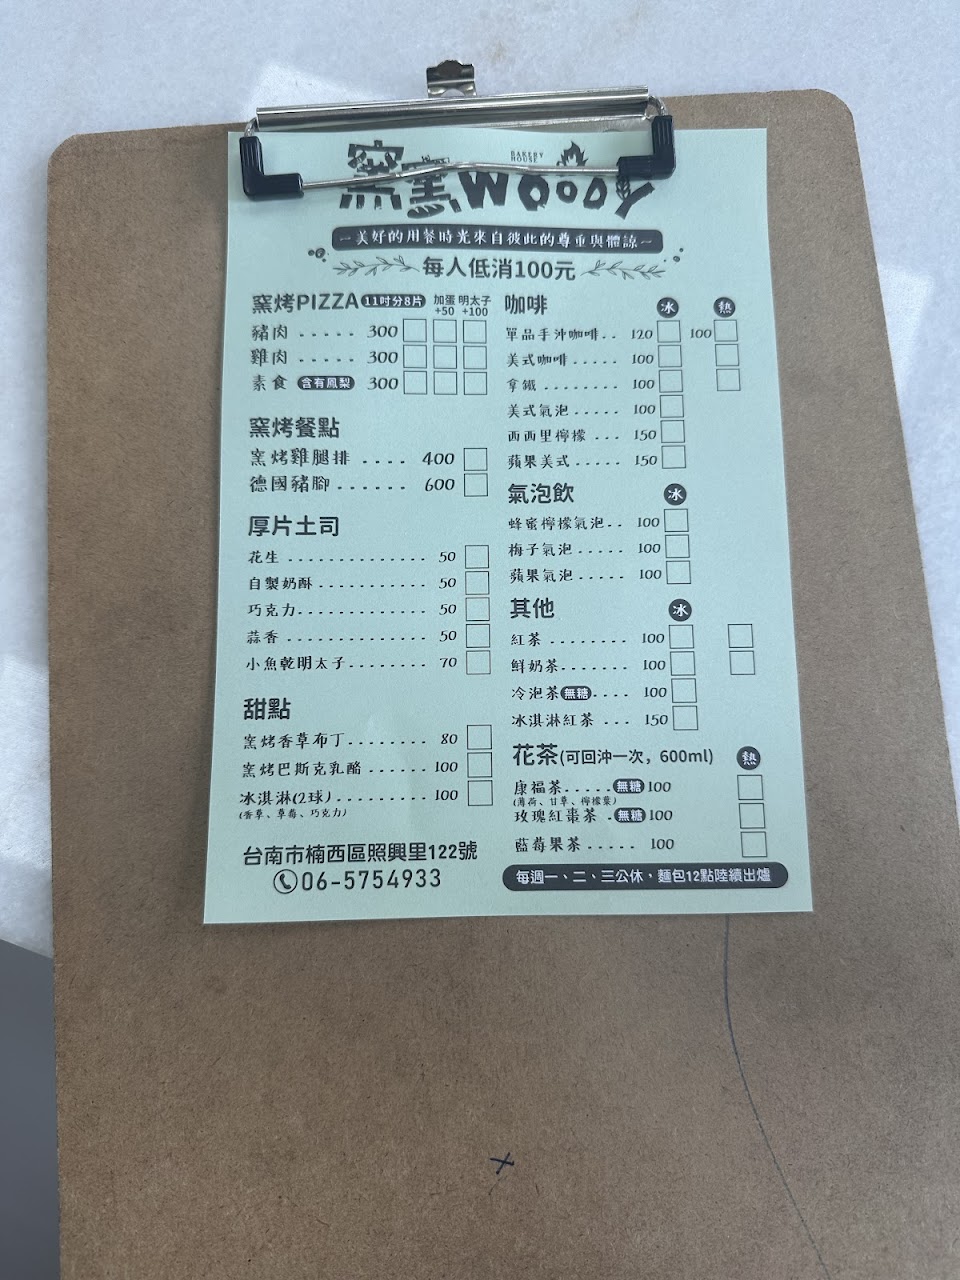 窯窯WOODY
BAKERY
HOUSE
～美好的用餐時光來自彼此的尊重與體諒～
每人低消100元
窯烤PIZZA 11吋分8片 加蛋+50 明太子+100
豬肉 ..... 300
雞肉 ..... 300
素食 含有鳳梨 300
窯烤餐點
窯烤雞腿排 .... 400
德國豬腳 ...... 600
厚片土司
花生 .............. 50
自製奶酥 ........... 50
巧克力 ............. 50
蒜香 .............. 50
小魚乾明太子 ........ 70
甜點
窯烤香草布丁 ........ 80
窯烤巴斯克乳酪 ...... 100
冰淇淋(2球) ......... 100
(香草、草莓、巧克力)
台南市楠西區照興里122號
06-5754933
咖啡 冰 熱
單品手沖咖啡.. 120 100
美式咖啡 ..... 100
拿鐵 ........ 100
美式氣泡 ..... 100
西西里檸檬 ... 150
蘋果美式 ..... 150
氣泡飲 冰
蜂蜜檸檬氣泡.. 100
梅子氣泡 ..... 100
蘋果氣泡 ..... 100
其他 冰
紅茶 ........ 100
鮮奶茶 ....... 100
冷泡茶 無糖 .... 100
冰淇淋紅茶 ... 150
花茶(可回沖一次，600ml) 熱
康福茶 ..... 無糖 100
(薄荷、甘草、檸檬葉)
玫瑰紅棗茶 . 無糖 100
藍莓果茶 ..... 100
每週一、二、三公休，麵包12點陸續出爐